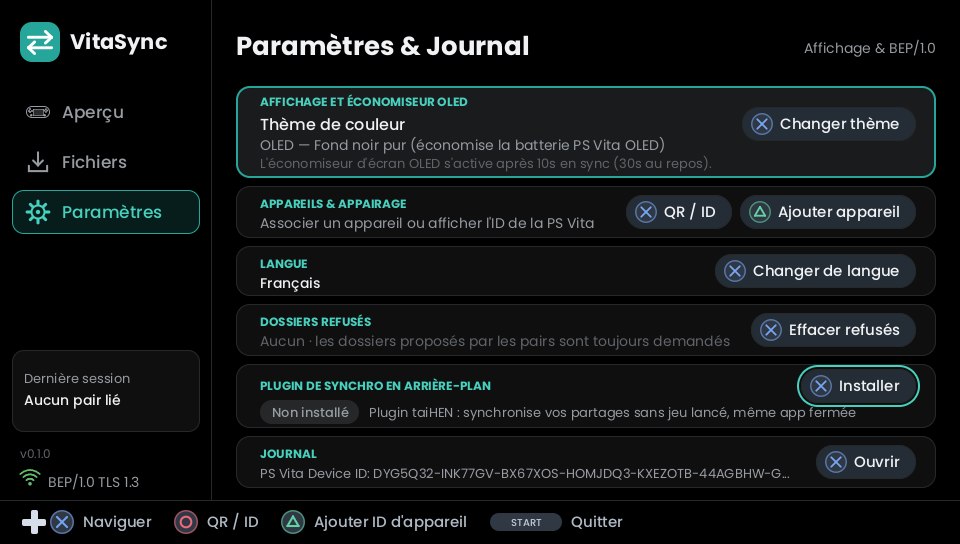 VitaSync
Aperçu
Fichiers
Paramètres
Dernière session
Aucun pair lié
v0.1.0
BEP/1.0 TLS 1.3
Paramètres & Journal
Affichage & BEP/1.0
AFFICHAGE ET ÉCONOMISEUR OLED
Thème de couleur
OLED — Fond noir pur (économise la batterie PS Vita OLED)
L'économiseur d'écran OLED s'active après 10s en sync (30s au repos).
Changer thème
APPAREILS & APPAIRAGE
Associer un appareil ou afficher l'ID de la PS Vita
QR / ID
Ajouter appareil
LANGUE
Français
Changer de langue
DOSSIERS REFUSÉS
Aucun · les dossiers proposés par les pairs sont toujours demandés
Effacer refusés
PLUGIN DE SYNCHRO EN ARRIÈRE-PLAN
Installer
Non installé Plugin taiHEN : synchronise vos partages sans jeu lancé, même app fermée
JOURNAL
PS Vita Device ID: DYG5Q32-INK77GV-BX67XOS-HOMJDQ3-KXEZOTB-44AGBHW-G...
Ouvrir
Naviguer QR / ID Ajouter ID d'appareil START Quitter